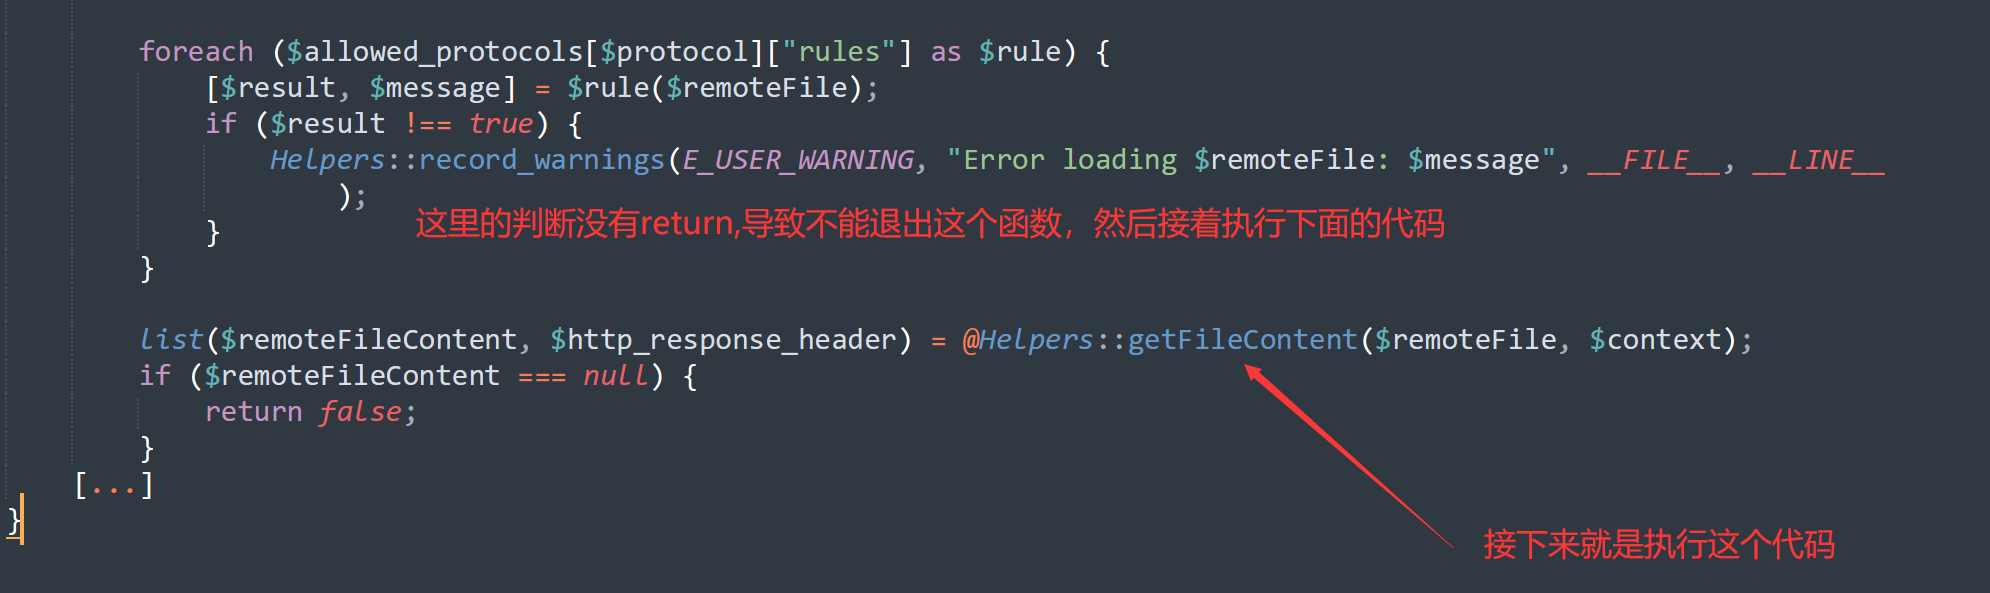 foreach ($allowed_protocols[$protocol]["rules"] as $rule) {
[$result, $message] = $rule($remoteFile);
if ($result !== true) {
Helpers::record_warnings(E_USER_WARNING, "Error loading $remoteFile: $message", __FILE__, __LINE__
);
这里的判断没有return,导致不能退出这个函数，然后接着执行下面的代码
}
}
list($remoteFileContent, $http_response_header) = @Helpers::getFileContent($remoteFile, $context);
if ($remoteFileContent === null) {
return false;
}
[...]
}
接下来就是执行这个代码